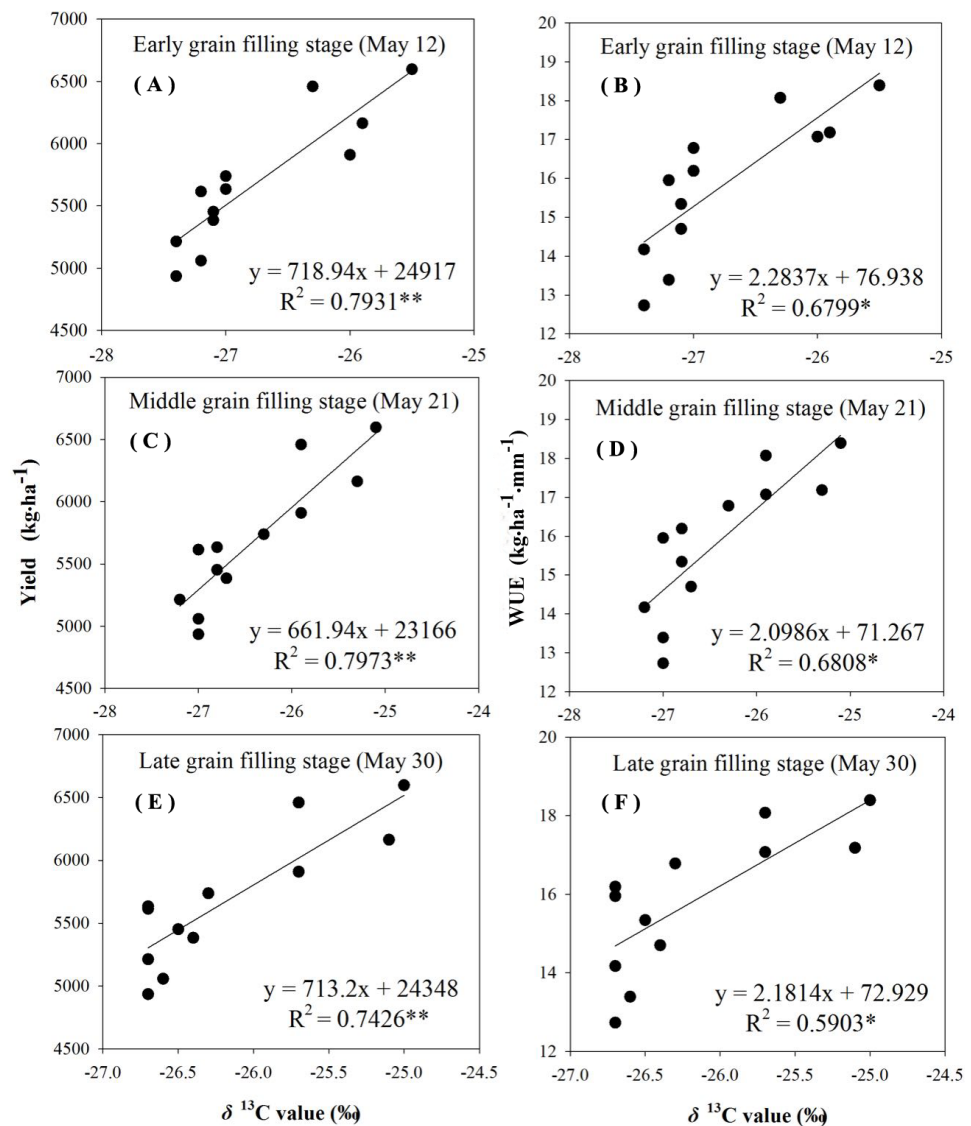 7000
6500
6000
5500
5000
4500
Early grain filling stage (May 12)
( A )
y = 718.94x + 24917
R² = 0.7931**
-28 -27 -26 -25
20
19
18
17
16
15
14
13
12
Early grain filling stage (May 12)
( B )
y = 2.2837x + 76.938
R² = 0.6799*
-28 -27 -26 -25
Yield (kg·ha⁻¹)
7000
6500
6000
5500
5000
4500
Middle grain filling stage (May 21)
( C )
y = 661.94x + 23166
R² = 0.7973**
-28 -27 -26 -25 -24
WUE (kg·ha⁻¹·mm⁻¹)
20
19
18
17
16
15
14
13
12
Middle grain filling stage (May 21)
( D )
y = 2.0986x + 71.267
R² = 0.6808*
-28 -27 -26 -25 -24
7000
6500
6000
5500
5000
4500
Late grain filling stage (May 30)
( E )
y = 713.2x + 24348
R² = 0.7426**
-27.0 -26.5 -26.0 -25.5 -25.0 -24.5
δ ¹³C value (‰)
20
18
16
14
12
Late grain filling stage (May 30)
( F )
y = 2.1814x + 72.929
R² = 0.5903*
-27.0 -26.5 -26.0 -25.5 -25.0 -24.5
δ ¹³C value (‰)